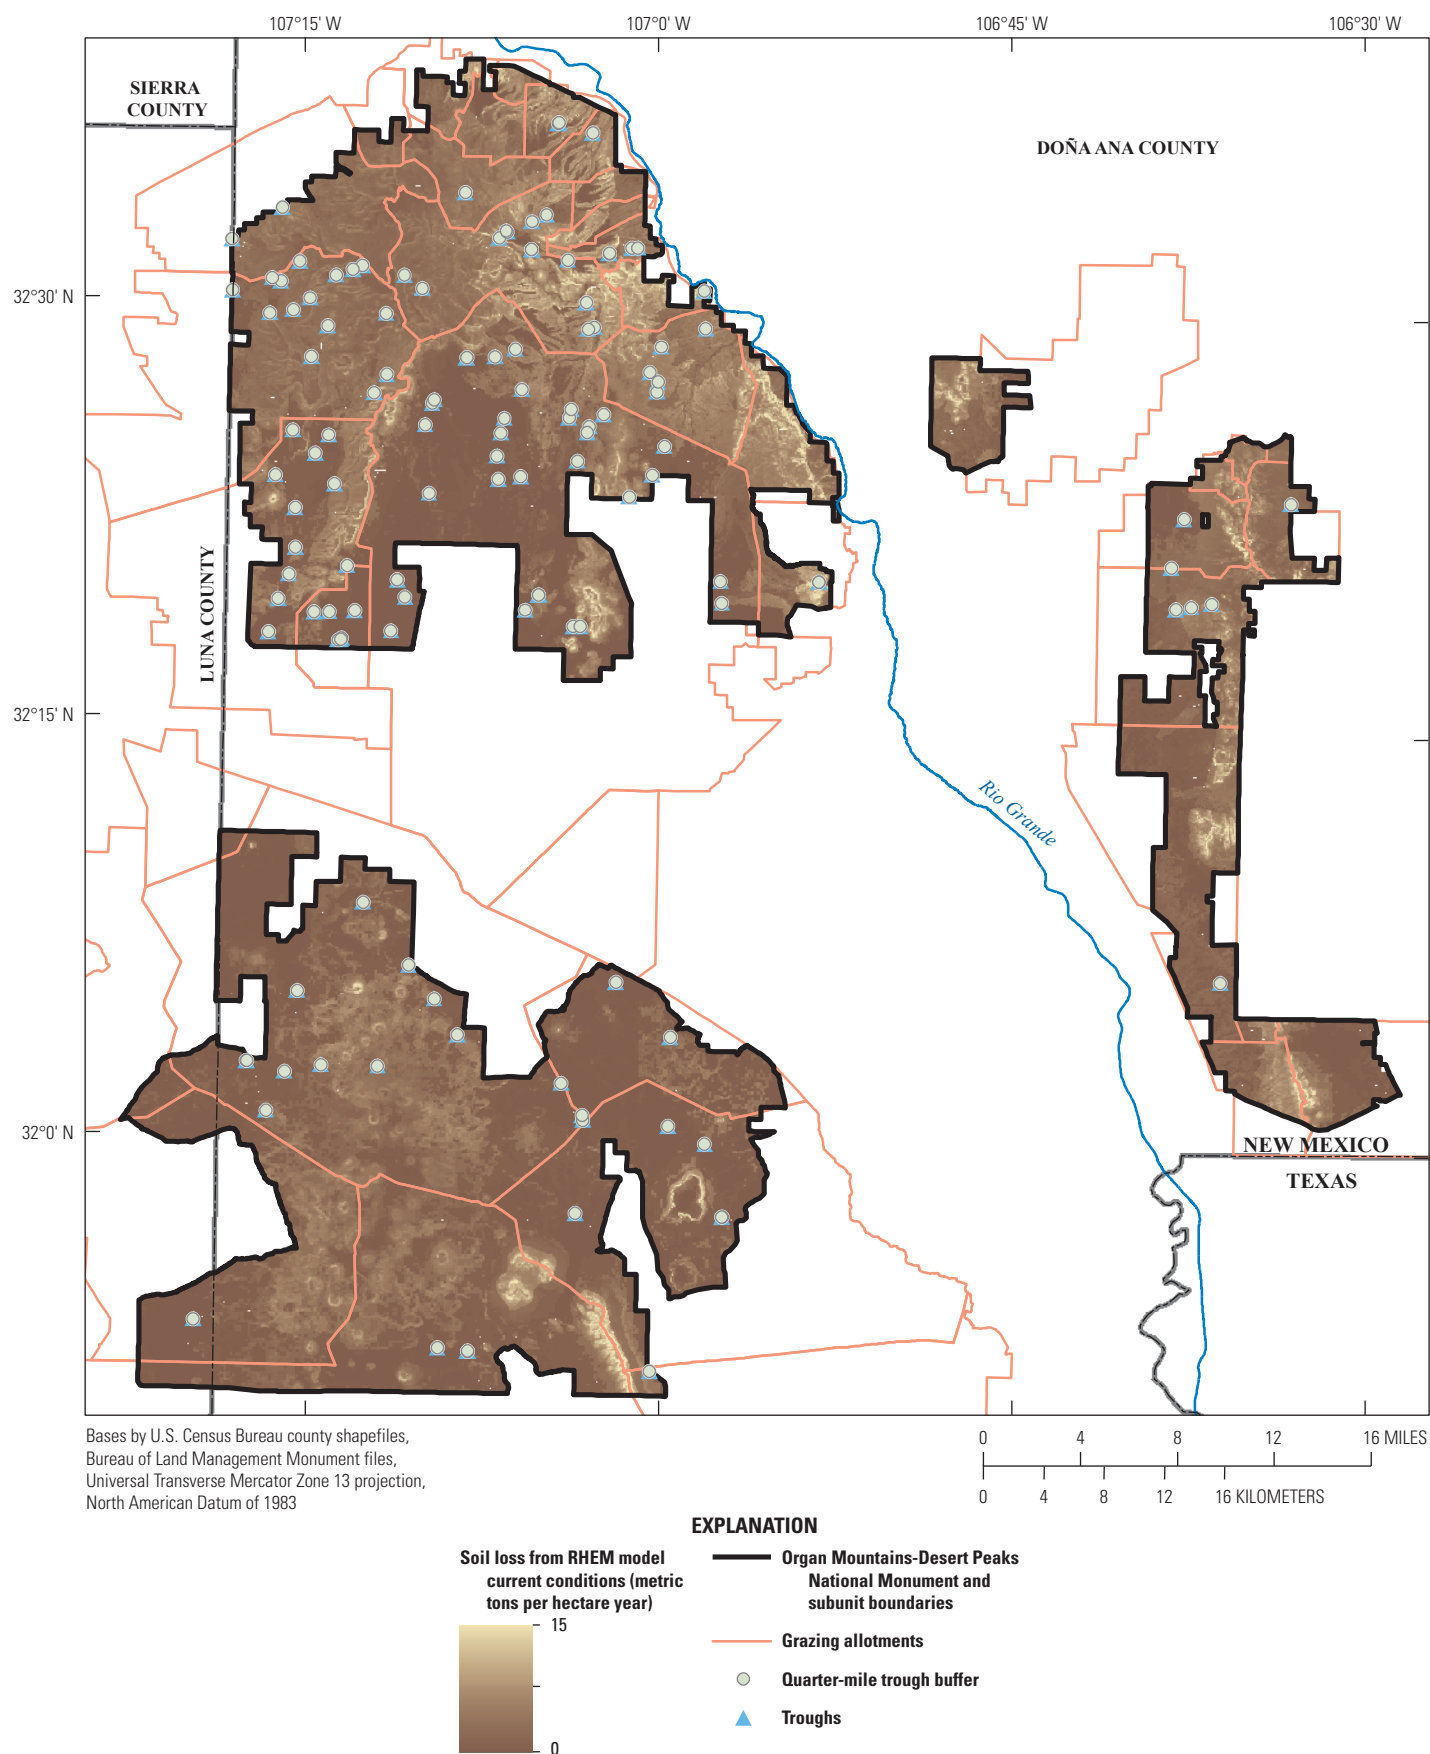 107°15' W
107°0' W
106°45' W
106°30' W
SIERRA
COUNTY
DOÑA ANA COUNTY
32°30' N
LUNA COUNTY
32°15' N
Rio Grande
32°0' N
NEW MEXICO
TEXAS
Bases by U.S. Census Bureau county shapefiles,
Bureau of Land Management Monument files,
Universal Transverse Mercator Zone 13 projection,
North American Datum of 1983
0 4 8 12 16 MILES
0 4 8 12 16 KILOMETERS
EXPLANATION
Soil loss from RHEM model
current conditions (metric
tons per hectare year)
15
0
Organ Mountains-Desert Peaks
National Monument and
subunit boundaries
Grazing allotments
Quarter-mile trough buffer
Troughs